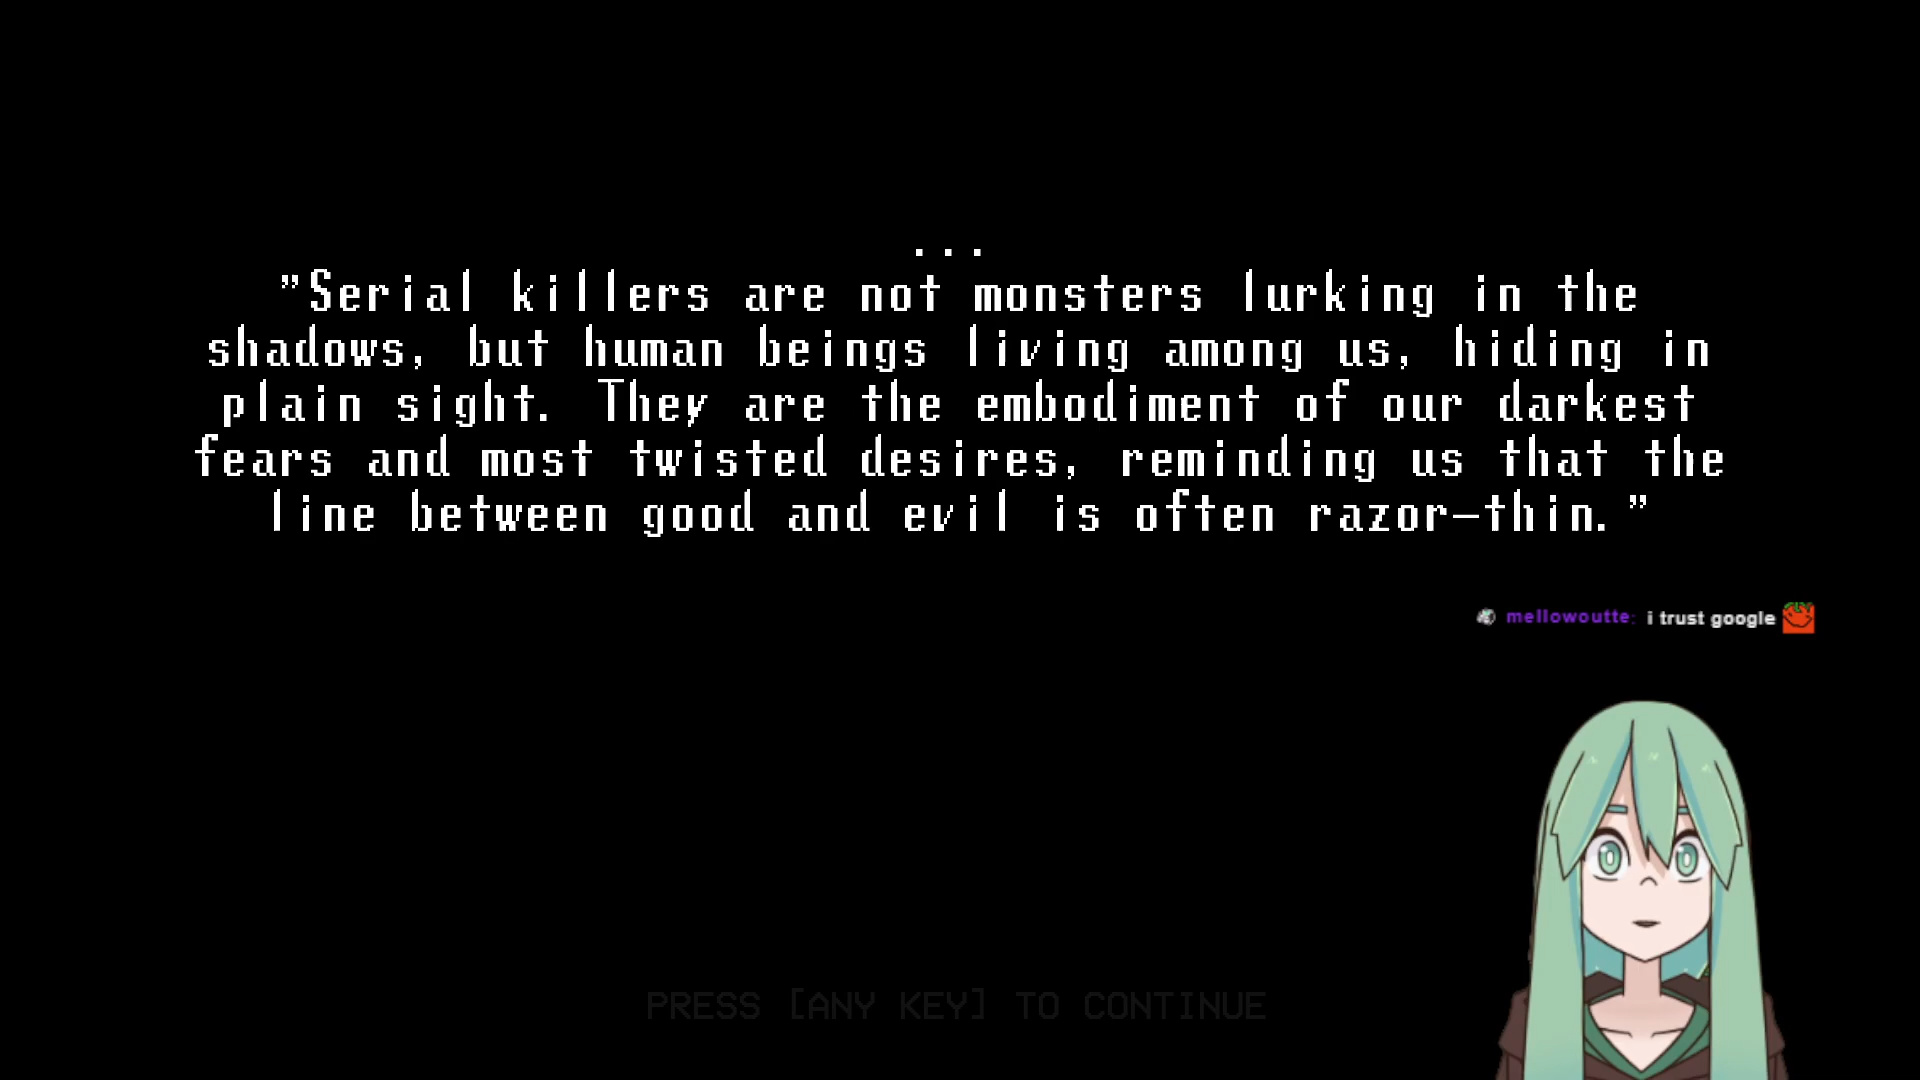 ...
"Serial killers are not monsters lurking in the
shadows, but human beings living among us, hiding in
plain sight. They are the embodiment of our darkest
fears and most twisted desires, reminding us that the
line between good and evil is often razor-thin."
mellowoutte: i trust google
PRESS [ANY KEY] TO CONTINUE